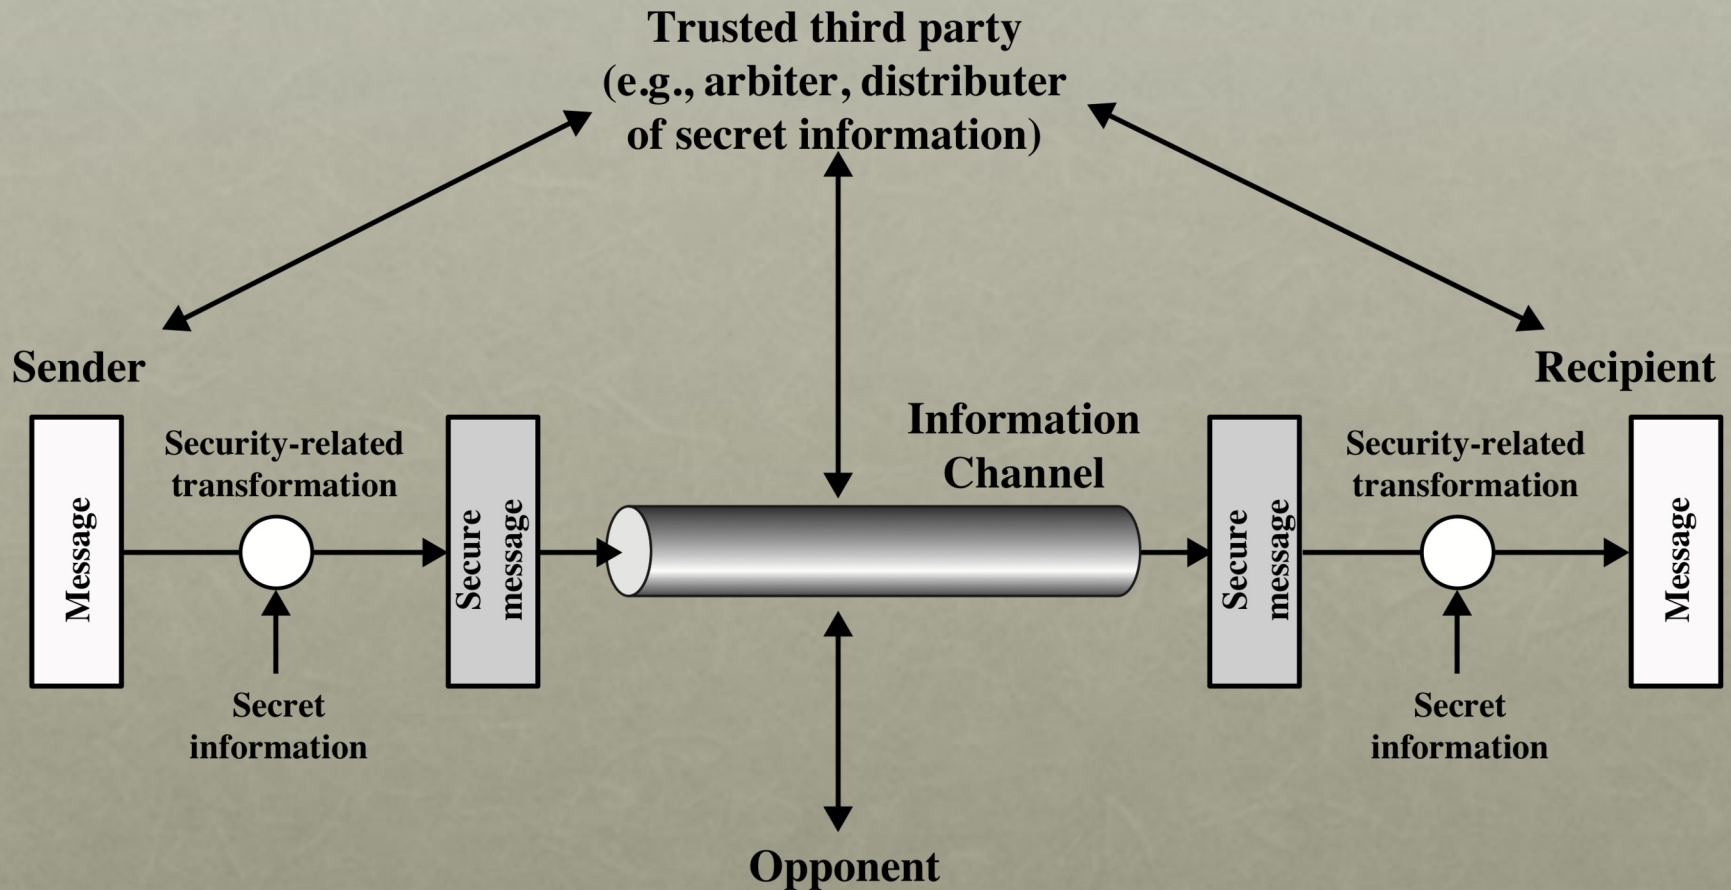 Trusted third party
(e.g., arbiter, distributer
of secret information)
Sender
Recipient
Information
Channel
Message
Security-related
transformation
Secret
information
Secure
message
Secure
message
Security-related
transformation
Secret
information
Message
Opponent